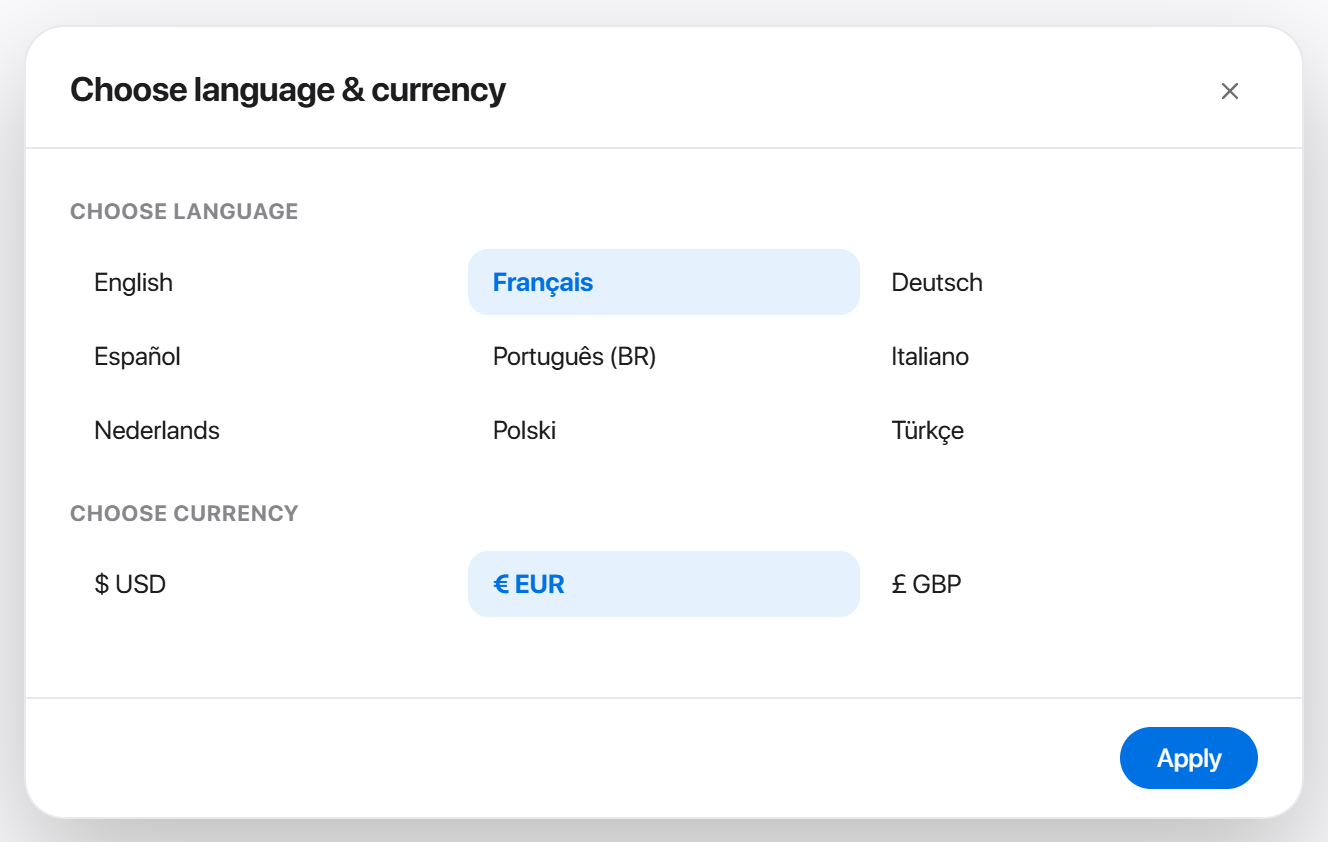 Choose language & currency
CHOOSE LANGUAGE
English
Français
Deutsch
Español
Português (BR)
Italiano
Nederlands
Polski
Türkçe
CHOOSE CURRENCY
$ USD
€ EUR
£ GBP
Apply